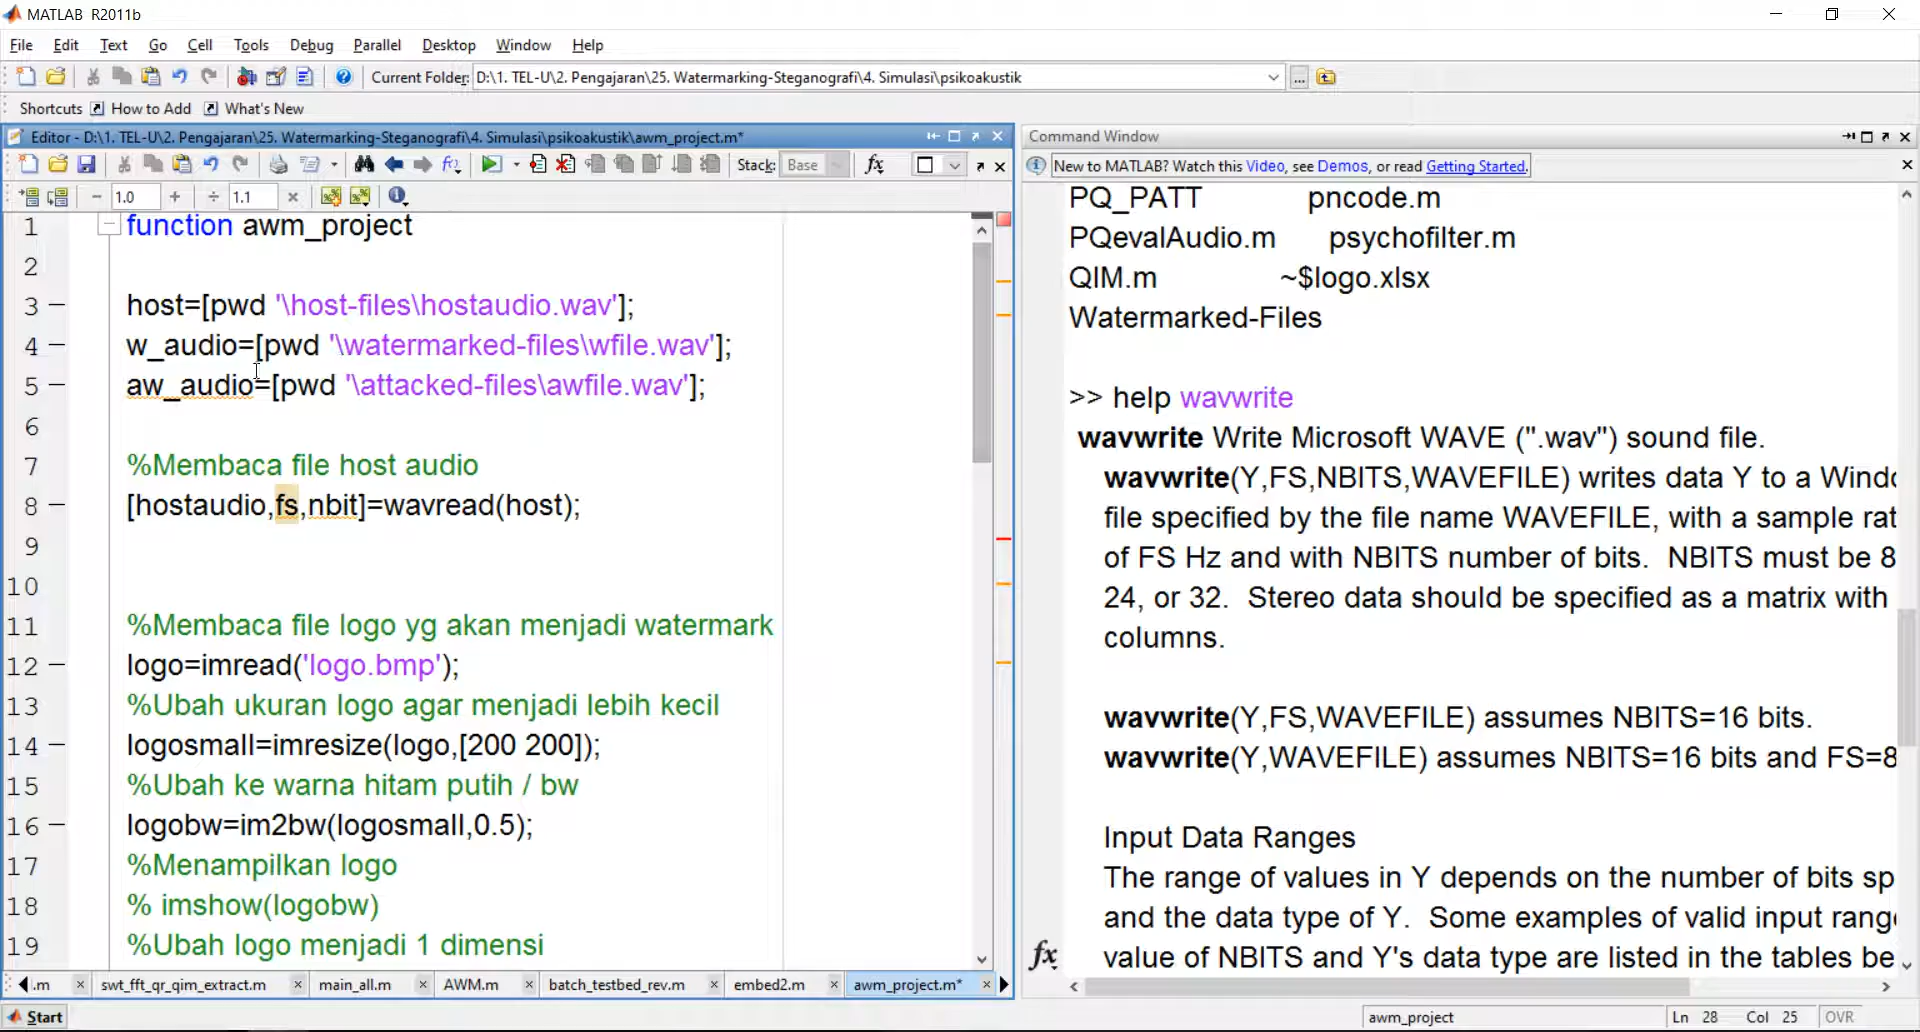 MATLAB R2011b
File Edit Text Go Cell Tools Debug Parallel Desktop Window Help
Current Folder: D:\1. TEL-U\2. Pengajaran\25. Watermarking-Steganografi\4. Simulasi\psikoakustik
Shortcuts How to Add What's New
Editor - D:\1. TEL-U\2. Pengajaran\25. Watermarking-Steganografi\4. Simulasi\psikoakustik\awm_project.m*
Stack: Base fx
− 1.0 + ÷ 1.1 ×
1 function awm_project
2
3 – host=[pwd '\host-files\hostaudio.wav'];
4 – w_audio=[pwd '\watermarked-files\wfile.wav'];
5 – aw_audio=[pwd '\attacked-files\awfile.wav'];
6
7 %Membaca file host audio
8 – [hostaudio,fs,nbit]=wavread(host);
9
10
11 %Membaca file logo yg akan menjadi watermark
12 – logo=imread('logo.bmp');
13 %Ubah ukuran logo agar menjadi lebih kecil
14 – logosmall=imresize(logo,[200 200]);
15 %Ubah ke warna hitam putih / bw
16 – logobw=im2bw(logosmall,0.5);
17 %Menampilkan logo
18 % imshow(logobw)
19 %Ubah logo menjadi 1 dimensi
.m swt_fft_qr_qim_extract.m main_all.m AWM.m batch_testbed_rev.m embed2.m awm_project.m*
Command Window
New to MATLAB? Watch this Video, see Demos, or read Getting Started.
PQ_PATT pncode.m
PQevalAudio.m psychofilter.m
QIM.m ~$logo.xlsx
Watermarked-Files
>> help wavwrite
wavwrite Write Microsoft WAVE (".wav") sound file.
wavwrite(Y,FS,NBITS,WAVEFILE) writes data Y to a Windo
file specified by the file name WAVEFILE, with a sample rat
of FS Hz and with NBITS number of bits. NBITS must be 8
24, or 32. Stereo data should be specified as a matrix with
columns.
wavwrite(Y,FS,WAVEFILE) assumes NBITS=16 bits.
wavwrite(Y,WAVEFILE) assumes NBITS=16 bits and FS=8
Input Data Ranges
The range of values in Y depends on the number of bits sp
and the data type of Y. Some examples of valid input rang
value of NBITS and Y's data type are listed in the tables be
fx
Start awm_project Ln 28 Col 25 OVR